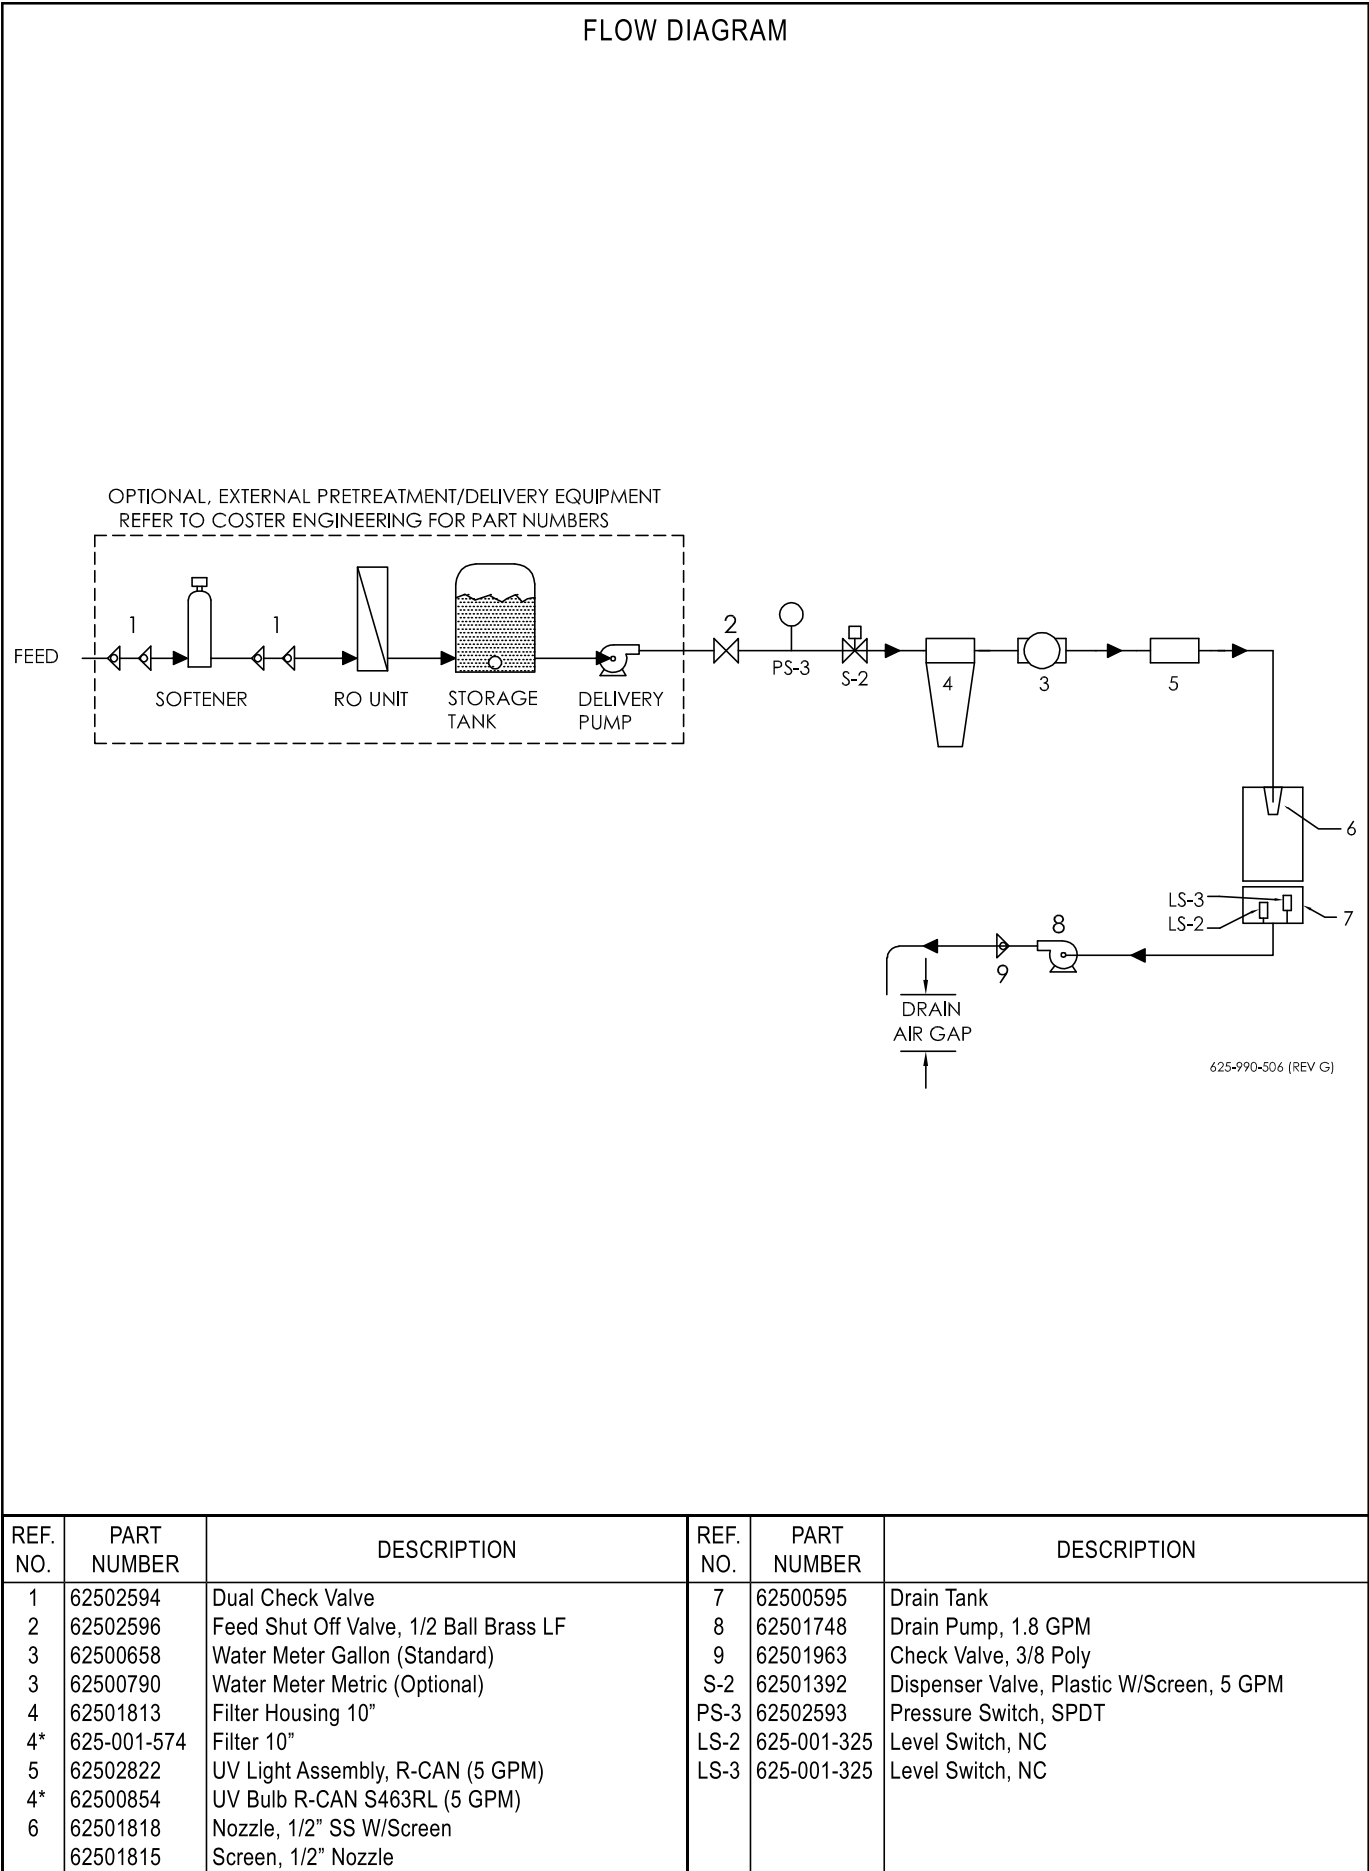 FLOW DIAGRAM
OPTIONAL, EXTERNAL PRETREATMENT/DELIVERY EQUIPMENT
REFER TO COSTER ENGINEERING FOR PART NUMBERS
FEED
1
SOFTENER
1
RO UNIT
STORAGE
TANK
DELIVERY
PUMP
2
PS-3
S-2
4
3
5
6
LS-3
LS-2
7
8
9
DRAIN
AIR GAP
625-990-506 (REV G)
REF. NO. PART NUMBER DESCRIPTION REF. NO. PART NUMBER DESCRIPTION
1 62502594 Dual Check Valve 7 62500595 Drain Tank
2 62502596 Feed Shut Off Valve, 1/2 Ball Brass LF 8 62501748 Drain Pump, 1.8 GPM
3 62500658 Water Meter Gallon (Standard) 9 62501963 Check Valve, 3/8 Poly
3 62500790 Water Meter Metric (Optional) S-2 62501392 Dispenser Valve, Plastic W/Screen, 5 GPM
4 62501813 Filter Housing 10” PS-3 62502593 Pressure Switch, SPDT
4* 625-001-574 Filter 10” LS-2 625-001-325 Level Switch, NC
5 62502822 UV Light Assembly, R-CAN (5 GPM) LS-3 625-001-325 Level Switch, NC
4* 62500854 UV Bulb R-CAN S463RL (5 GPM)
6 62501818 Nozzle, 1/2” SS W/Screen
62501815 Screen, 1/2” Nozzle